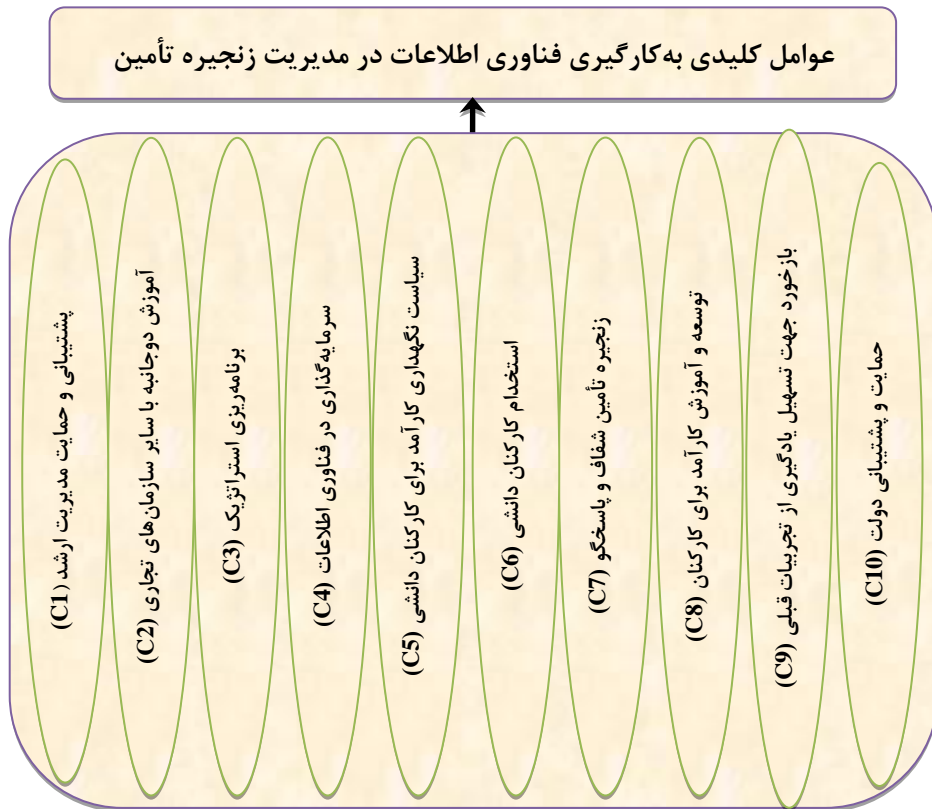 عوامل کلیدی به‌کارگیری فناوری اطلاعات در مدیریت زنجیره تأمین
پشتیبانی و حمایت مدیریت ارشد (C1)
آموزش دوجانبه با سایر سازمان‌های تجاری (C2)
برنامه‌ریزی استراتژیک (C3)
سرمایه‌گذاری در فناوری اطلاعات (C4)
سیاست نگهداری کارآمد برای کارکنان دانشی (C5)
استخدام کارکنان دانشی (C6)
زنجیره تأمین شفاف و پاسخگو (C7)
توسعه و آموزش کارآمد برای کارکنان (C8)
بازخورد جهت تسهیل یادگیری از تجربیات قبلی (C9)
حمایت و پشتیبانی دولت (C10)